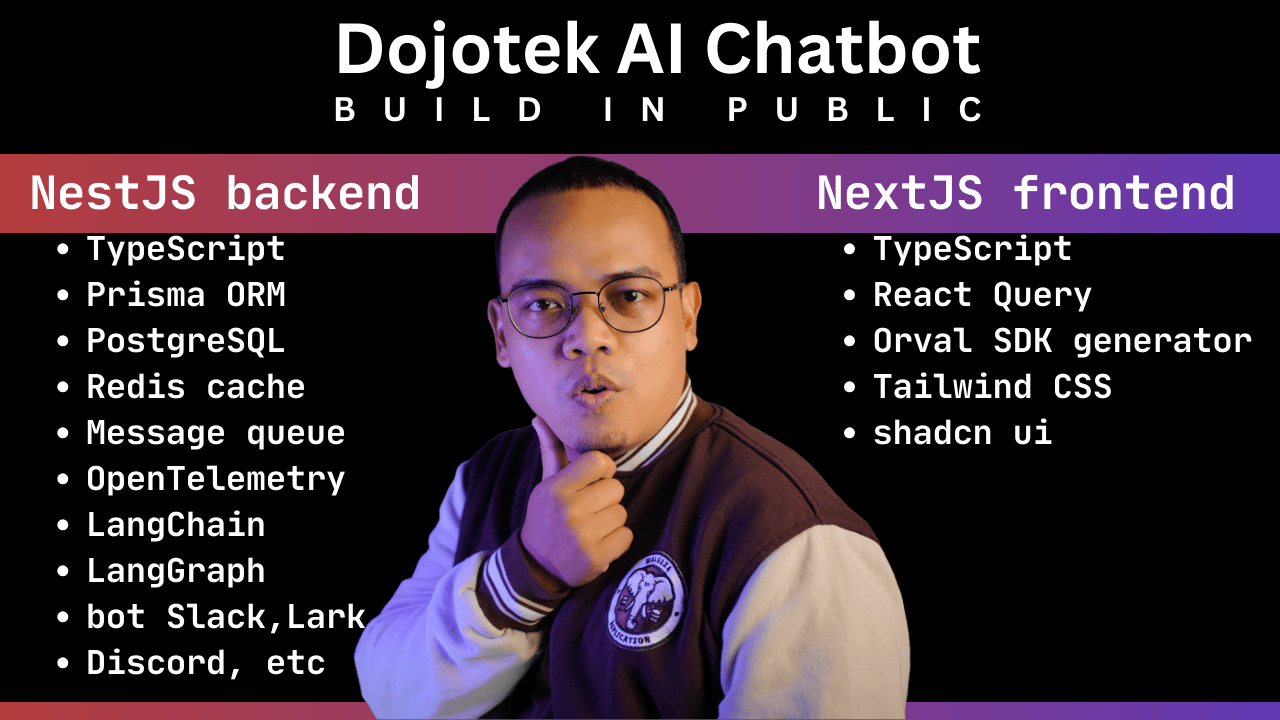 Dojotek AI Chatbot
BUILD IN PUBLIC
NestJS backend
• TypeScript
• Prisma ORM
• PostgreSQL
• Redis cache
• Message queue
• OpenTelemetry
• LangChain
• LangGraph
• bot Slack,Lark
• Discord, etc
NextJS frontend
• TypeScript
• React Query
• Orval SDK generator
• Tailwind CSS
• shadcn ui